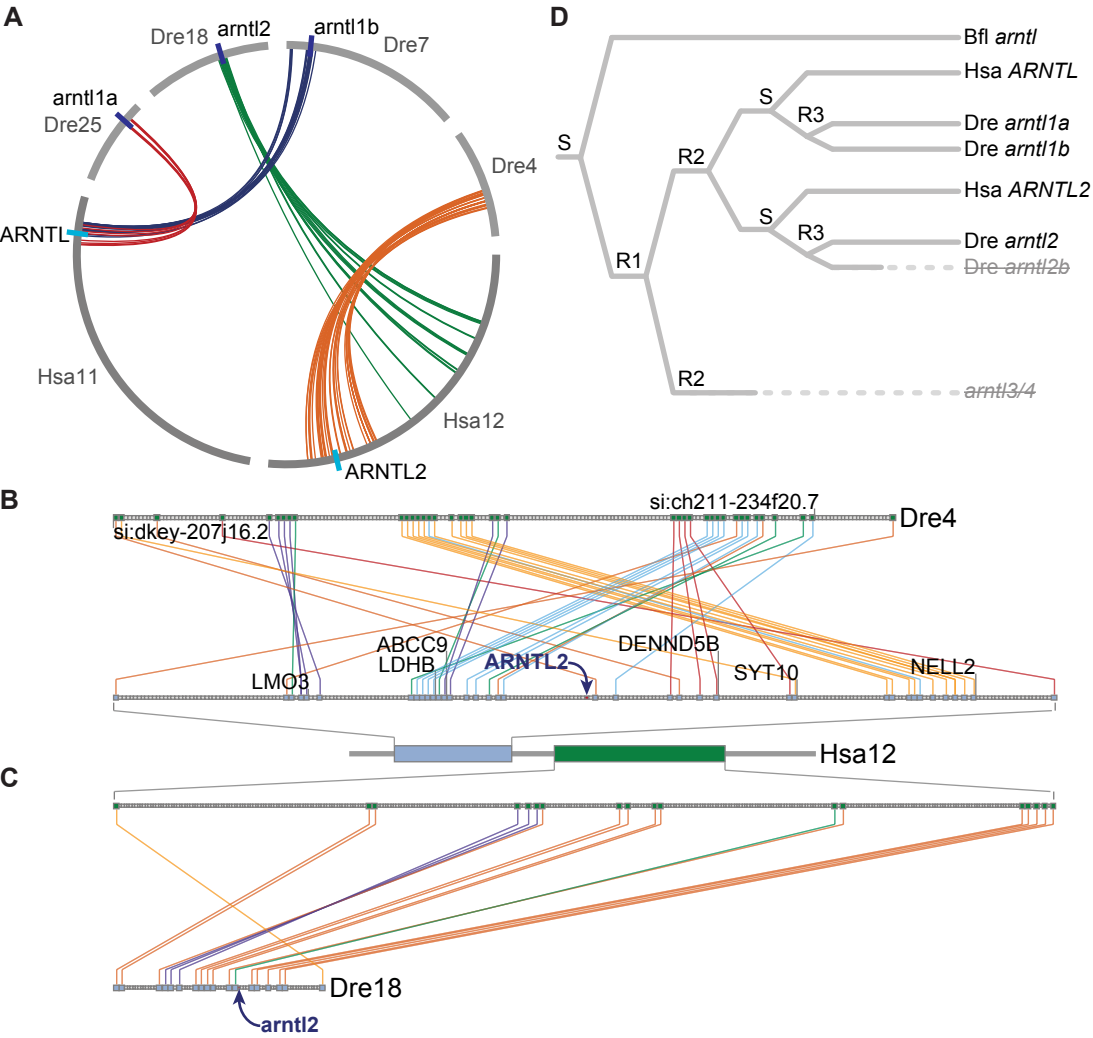 A
Dre18
arntl2
arntl1b
Dre7
arntl1a
Dre25
Dre4
ARNTL
Hsa11
Hsa12
ARNTL2
D
Bfl arntl
Hsa ARNTL
S
R3
Dre arntl1a
Dre arntl1b
S
R2
Hsa ARNTL2
S
R3
Dre arntl2
Dre arntl2b
R1
R2
arntl3/4
B
si:ch211-234f20.7
Dre4
si:dkey-207j16.2
ABCC9
DENND5B
LDHB
ARNTL2
SYT10
NELL2
LMO3
Hsa12
C
Dre18
arntl2